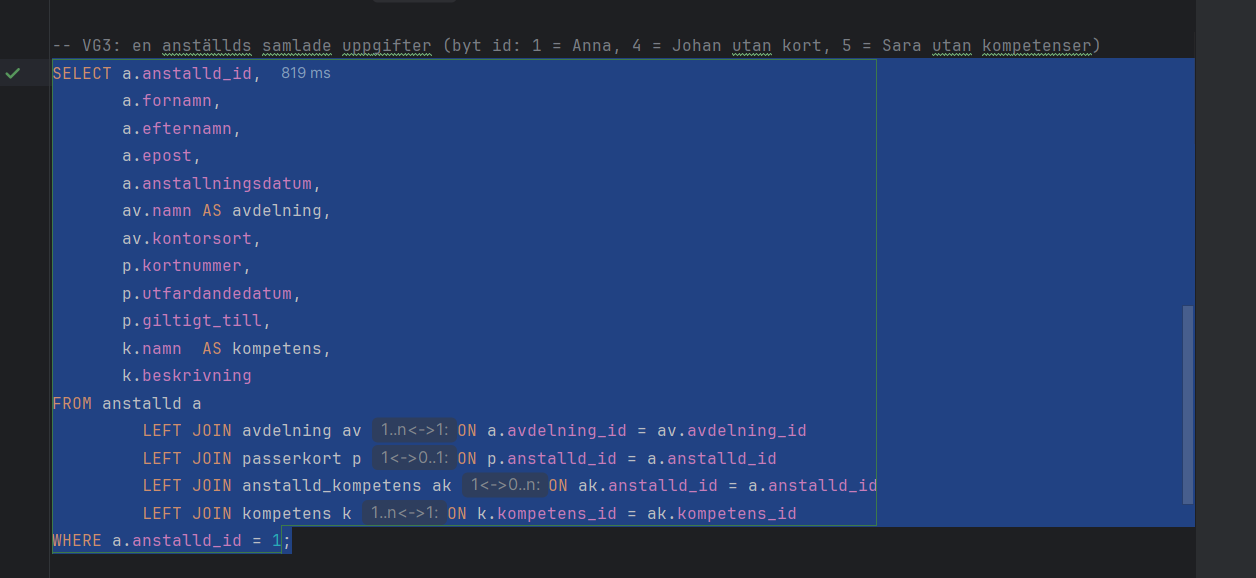 -- VG3: en anställds samlade uppgifter (byt id: 1 = Anna, 4 = Johan utan kort, 5 = Sara utan kompetenser)
SELECT a.anstalld_id, 819 ms
a.fornamn,
a.efternamn,
a.epost,
a.anstallningsdatum,
av.namn AS avdelning,
av.kontorsort,
p.kortnummer,
p.utfardandedatum,
p.giltigt_till,
k.namn  AS kompetens,
k.beskrivning
FROM anstalld a
LEFT JOIN avdelning av 1..n<->1: ON a.avdelning_id = av.avdelning_id
LEFT JOIN passerkort p 1<->0..1: ON p.anstalld_id = a.anstalld_id
LEFT JOIN anstalld_kompetens ak 1<->0..n: ON ak.anstalld_id = a.anstalld_id
LEFT JOIN kompetens k 1..n<->1: ON k.kompetens_id = ak.kompetens_id
WHERE a.anstalld_id = 1;